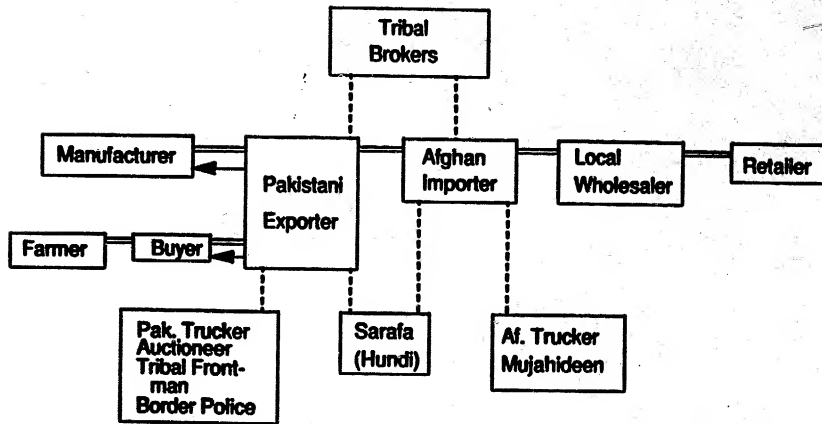 Tribal
Brokers
Manufacturer
Pakistani
Exporter
Afghan
Importer
Local
Wholesaler
Retailer
Farmer
Buyer
Pak. Trucker
Auctioneer
Tribal Front-
man
Border Police
Sarafa
(Hundi)
Af. Trucker
Mujahideen